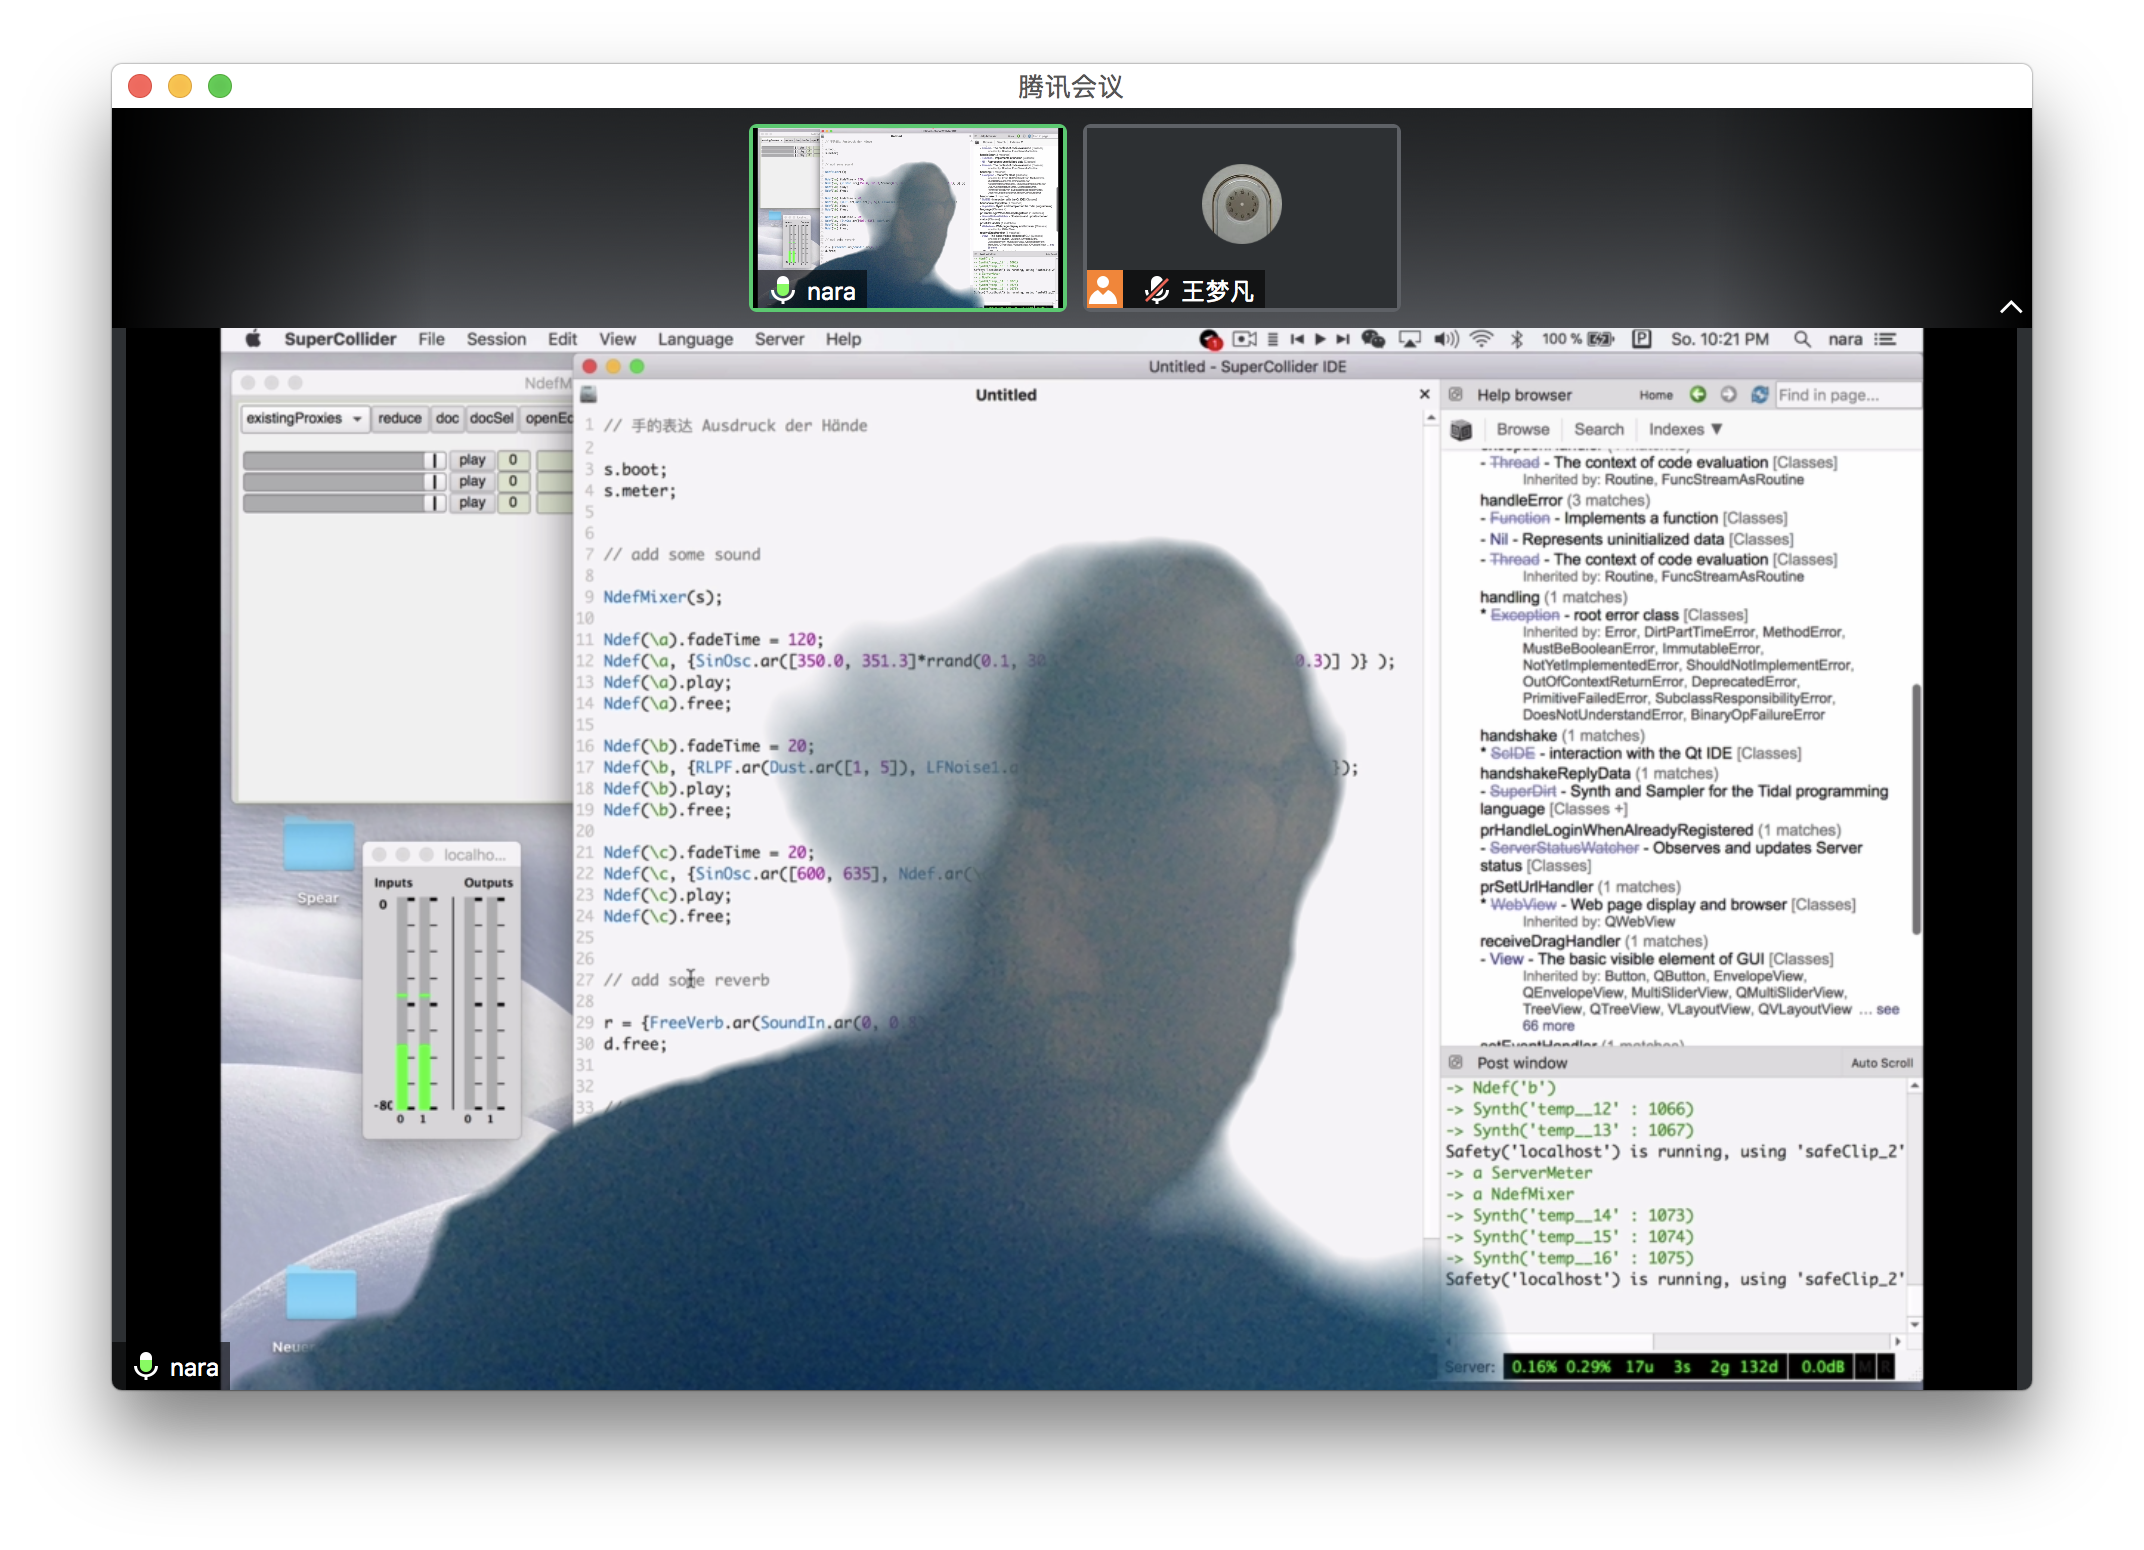 腾讯会议
nara
王梦凡
SuperCollider File Session Edit View Language Server Help
100 % So. 10:21 PM nara
NdefM
existingProxies reduce doc docSel openEd
play 0
play 0
play 0
Spear
localho...
Inputs Outputs
0
-80
0 1 0 1
Neue
Untitled - SuperCollider IDE
Untitled
1 // 手的表达 Ausdruck der Hände
2
3 s.boot;
4 s.meter;
5
6
7 // add some sound
8
9 NdefMixer(s);
10
11 Ndef(\a).fadeTime = 120;
12 Ndef(\a, {SinOsc.ar([350.0, 351.3]*rrand(0.1, 30 0.3)] )} );
13 Ndef(\a).play;
14 Ndef(\a).free;
15
16 Ndef(\b).fadeTime = 20;
17 Ndef(\b, {RLPF.ar(Dust.ar([1, 5]), LFNoise1.a });
18 Ndef(\b).play;
19 Ndef(\b).free;
20
21 Ndef(\c).fadeTime = 20;
22 Ndef(\c, {SinOsc.ar([600, 635], Ndef.ar(\
23 Ndef(\c).play;
24 Ndef(\c).free;
25
26
27 // add some reverb
28
29 r = {FreeVerb.ar(SoundIn.ar(0, 0.8
30 d.free;
31
32
33 //
Help browser Home Find in page...
Browse Search Indexes ▼
- Thread - The context of code evaluation [Classes]
Inherited by: Routine, FuncStreamAsRoutine
handleError (3 matches)
- Function - Implements a function [Classes]
- Nil - Represents uninitialized data [Classes]
- Thread - The context of code evaluation [Classes]
Inherited by: Routine, FuncStreamAsRoutine
handling (1 matches)
* Exception - root error class [Classes]
Inherited by: Error, DirtPartTimeError, MethodError,
MustBeBooleanError, ImmutableError,
NotYetImplementedError, ShouldNotImplementError,
OutOfContextReturnError, DeprecatedError,
PrimitiveFailedError, SubclassResponsibilityError,
DoesNotUnderstandError, BinaryOpFailureError
handshake (1 matches)
* ScIDE - interaction with the Qt IDE [Classes]
handshakeReplyData (1 matches)
- SuperDirt - Synth and Sampler for the Tidal programming
language [Classes +]
prHandleLoginWhenAlreadyRegistered (1 matches)
- ServerStatusWatcher - Observes and updates Server
status [Classes]
prSetUrlHandler (1 matches)
* WebView - Web page display and browser [Classes]
Inherited by: QWebView
receiveDragHandler (1 matches)
- View - The basic visible element of GUI [Classes]
Inherited by: Button, QButton, EnvelopeView,
QEnvelopeView, MultiSliderView, QMultiSliderView,
TreeView, QTreeView, VLayoutView, QVLayoutView ... see
66 more
Post window Auto Scroll
-> Ndef('b')
-> Synth('temp__12' : 1066)
-> Synth('temp__13' : 1067)
Safety('localhost') is running, using 'safeClip_2'
-> a ServerMeter
-> a NdefMixer
-> Synth('temp__14' : 1073)
-> Synth('temp__15' : 1074)
-> Synth('temp__16' : 1075)
Safety('localhost') is running, using 'safeClip_2'
Server: 0.16% 0.29% 17u 3s 2g 132d 0.0dB M R
nara